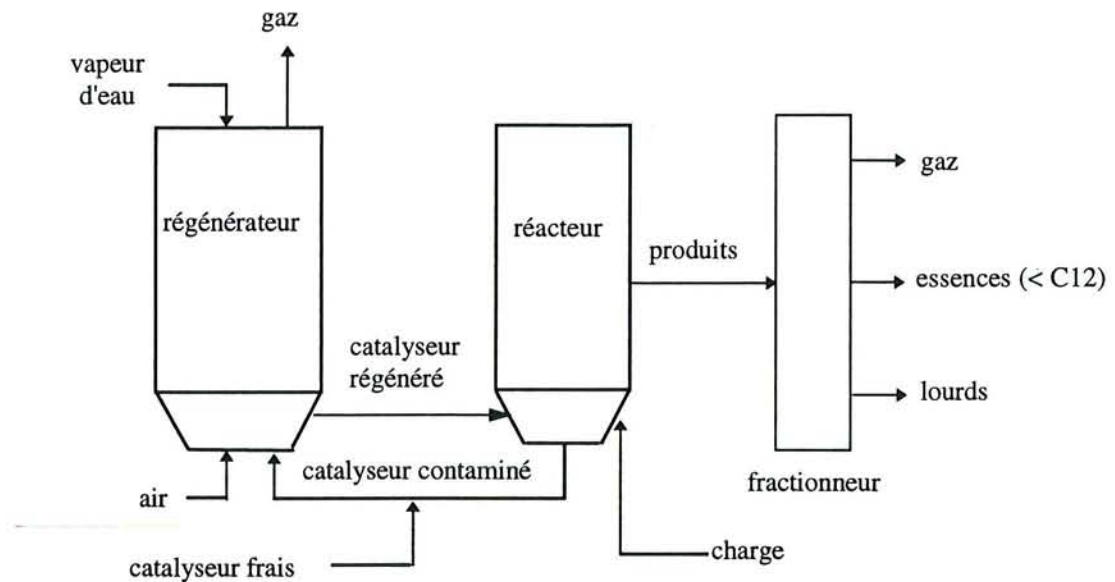 gaz
vapeur
d'eau
régénérateur
réacteur
produits
gaz
essences (< C12)
lourds
catalyseur
régénéré
catalyseur contaminé
fractionneur
air
charge
catalyseur frais